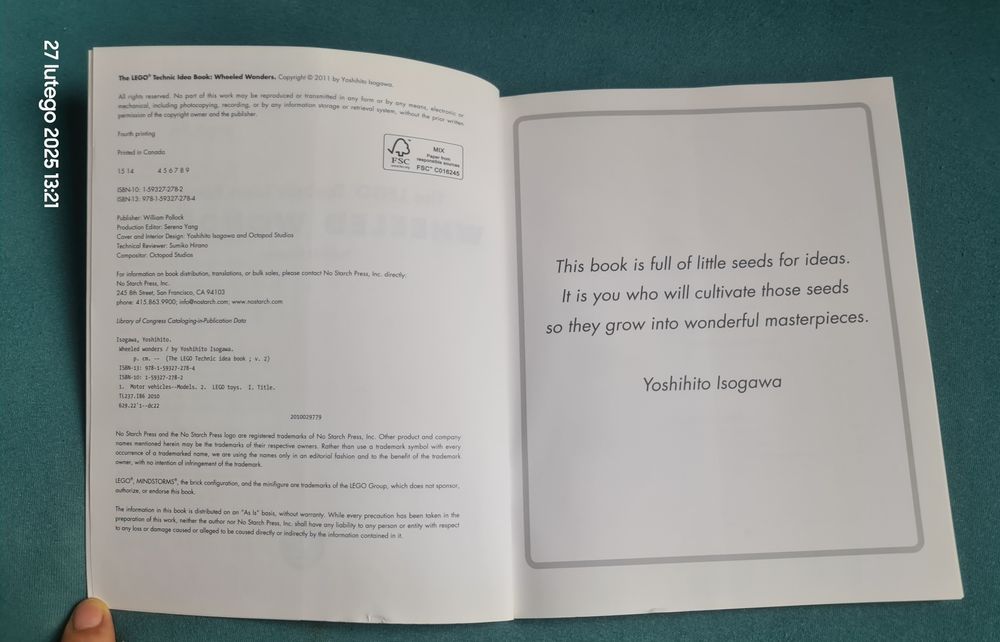 27 lutego 2025 13:21
The LEGO® Technic Idea Book: Wheeled Wonders. Copyright © 2011 by Yoshihito Isogawa.
All rights reserved. No part of this work may be reproduced or transmitted in any form or by any means, electronic or
mechanical, including photocopying, recording, or by any information storage or retrieval system, without the prior written
permission of the copyright owner and the publisher.
Fourth printing
Printed in Canada
15 14 4 5 6 7 8 9
FSC
www.fsc.org
MIX
Paper from
responsible sources
FSC™ C016245
ISBN-10: 1-59327-278-2
ISBN-13: 978-1-59327-278-4
Publisher: William Pollock
Production Editor: Serena Yang
Cover and Interior Design: Yoshihito Isogawa and Octopod Studios
Technical Reviewer: Sumiko Hirano
Compositor: Octopod Studios
For information on book distribution, translations, or bulk sales, please contact No Starch Press, Inc. directly:
No Starch Press, Inc.
245 8th Street, San Francisco, CA 94103
phone: 415.863.9900; info@nostarch.com; www.nostarch.com
Library of Congress Cataloging-in-Publication Data
Isogawa, Yoshihito.
Wheeled wonders / by Yoshihito Isogawa.
p. cm. -- (The LEGO Technic idea book ; v. 2)
ISBN-13: 978-1-59327-278-4
ISBN-10: 1-59327-278-2
1. Motor vehicles--Models. 2. LEGO toys. I. Title.
TL237.I86 2010
629.22'1--dc22
2010029779
No Starch Press and the No Starch Press logo are registered trademarks of No Starch Press, Inc. Other product and company
names mentioned herein may be the trademarks of their respective owners. Rather than use a trademark symbol with every
occurrence of a trademarked name, we are using the names only in an editorial fashion and to the benefit of the trademark
owner, with no intention of infringement of the trademark.
LEGO®, MINDSTORMS®, the brick configuration, and the minifigure are trademarks of the LEGO Group, which does not sponsor,
authorize, or endorse this book.
The information in this book is distributed on an "As Is" basis, without warranty. While every precaution has been taken in the
preparation of this work, neither the author nor No Starch Press, Inc. shall have any liability to any person or entity with respect
to any loss or damage caused or alleged to be caused directly or indirectly by the information contained in it.
This book is full of little seeds for ideas.
It is you who will cultivate those seeds
so they grow into wonderful masterpieces.
Yoshihito Isogawa